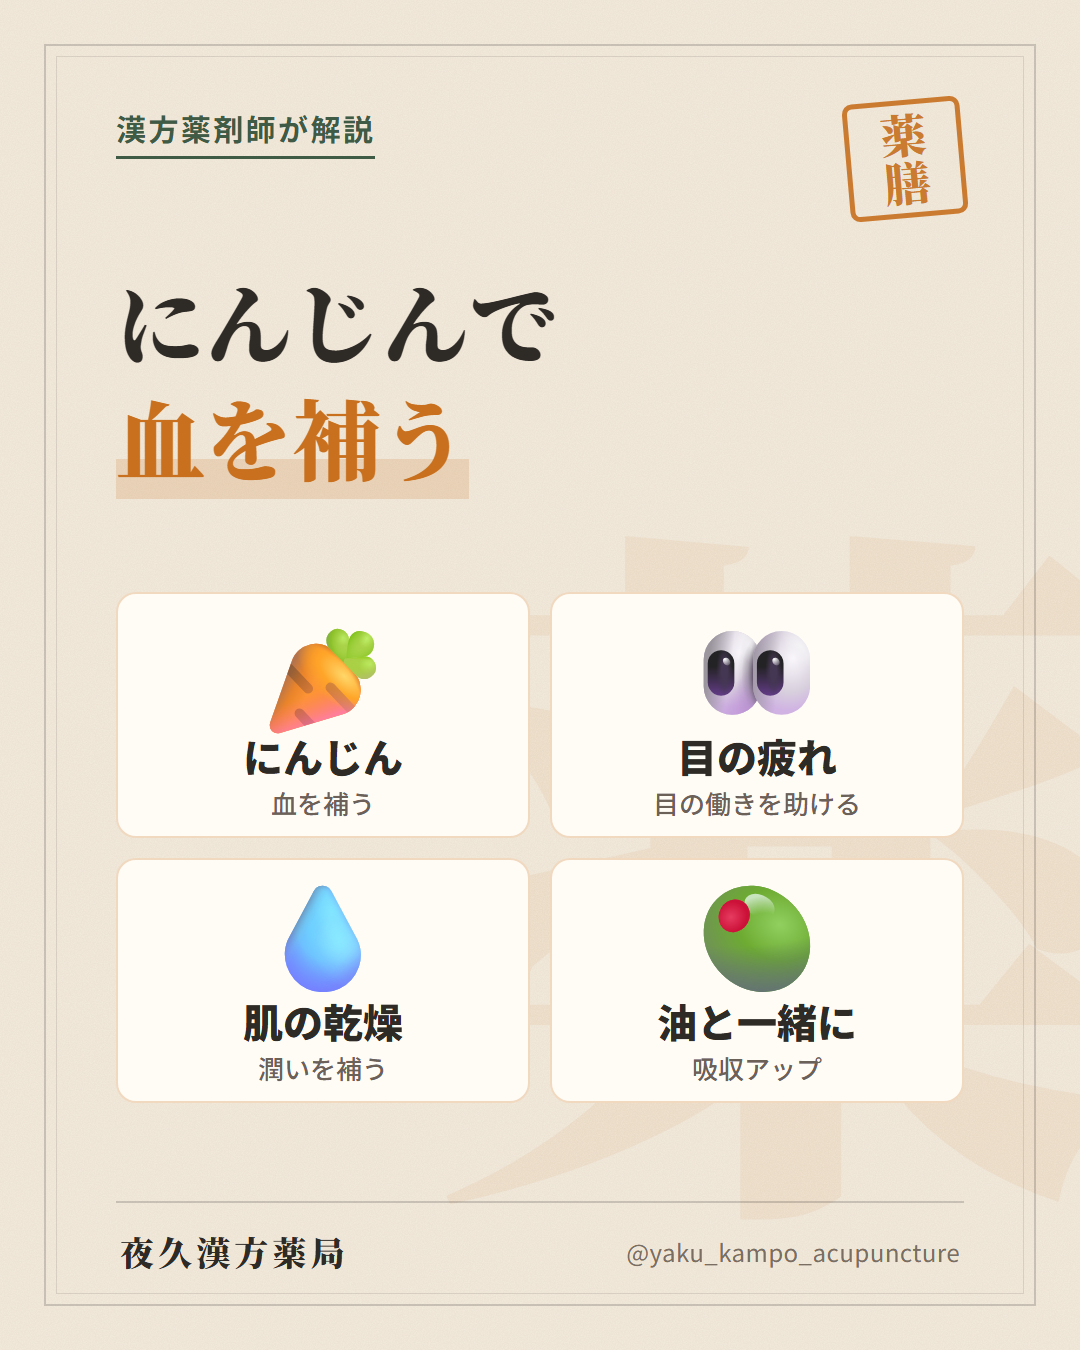 漢方薬剤師が解説
薬膳
にんじんで
血を補う
にんじん
血を補う
目の疲れ
目の働きを助ける
肌の乾燥
潤いを補う
油と一緒に
吸収アップ
夜久漢方薬局
@yaku_kampo_acupuncture